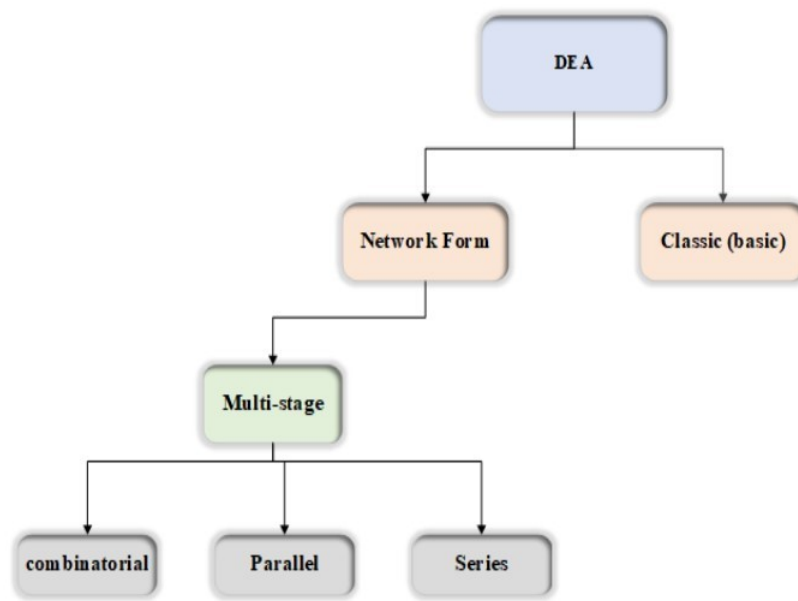 DEA
Network Form
Classic (basic)
Multi-stage
combinatorial
Parallel
Series